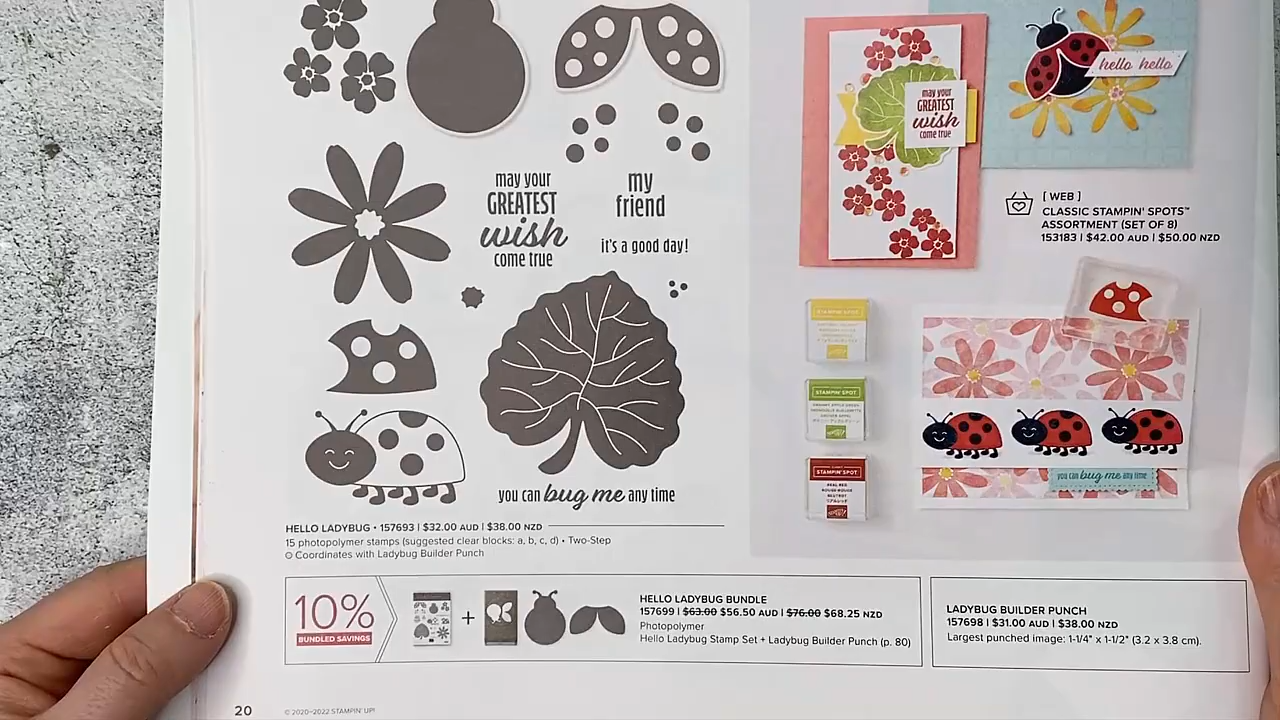 may your
GREATEST
wish
come true
my
friend
it's a good day!
you can bug me any time
HELLO LADYBUG • 157693 | $32.00 AUD | $38.00 NZD
15 photopolymer stamps (suggested clear blocks: a, b, c, d) • Two-Step
Coordinates with Ladybug Builder Punch
may your
GREATEST
wish
come true
hello hello
[ WEB ]
CLASSIC STAMPIN' SPOTS™
ASSORTMENT (SET OF 8)
153183 | $42.00 AUD | $50.00 NZD
STAMPIN' SPOT
STAMPIN' SPOT
STAMPIN' SPOT
REAL RED
you can bug me any time
10%
BUNDLED SAVINGS
+
HELLO LADYBUG BUNDLE
157699 | $63.00 $56.50 AUD | $76.00 $68.25 NZD
Photopolymer
Hello Ladybug Stamp Set + Ladybug Builder Punch (p. 80)
LADYBUG BUILDER PUNCH
157698 | $31.00 AUD | $38.00 NZD
Largest punched image: 1-1/4" x 1-1/2" (3.2 x 3.8 cm).
20
© 2020–2022 STAMPIN' UP!